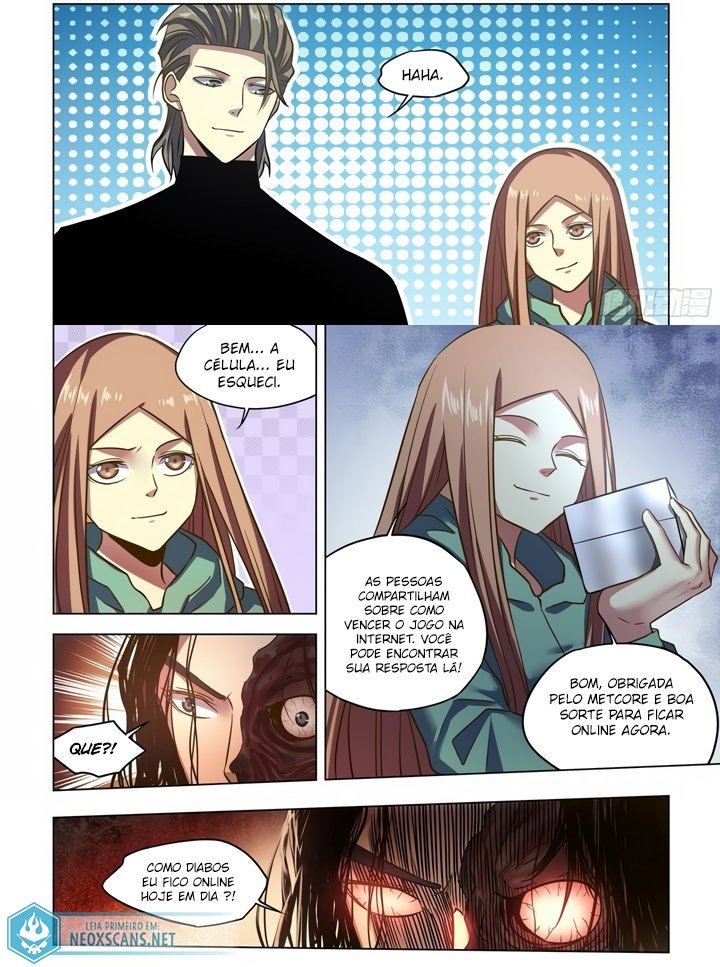 HAHA.
BEM... A
CÉLULA... EU
ESQUECI.
AS PESSOAS
COMPARTILHAM
SOBRE COMO
VENCER O JOGO NA
INTERNET. VOCÊ
PODE ENCONTRAR
SUA RESPOSTA LÁ!
BOM, OBRIGADA
PELO METCORE E BOA
SORTE PARA FICAR
ONLINE AGORA.
QUE?!
COMO DIABOS
EU FICO ONLINE
HOJE EM DIA ?!
LEIA PRIMEIRO EM:
NEOXSCANS.NET